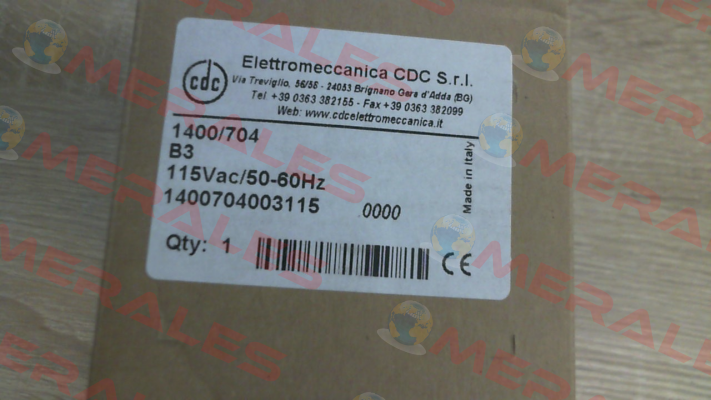 cdc
Elettromeccanica CDC S.r.l.
Via Treviglio, 56/58 - 24053 Brignano Gera d'Adda (BG)
Tel. +39 0363 382155 - Fax +39 0363 382099
Web: www.cdcelettromeccanica.it
1400/704
B3
115Vac/50-60Hz
1400704003115 0000
Qty: 1
CE
Made in Italy
MERALES
MERALES
MERALES
MERALES
MERALES